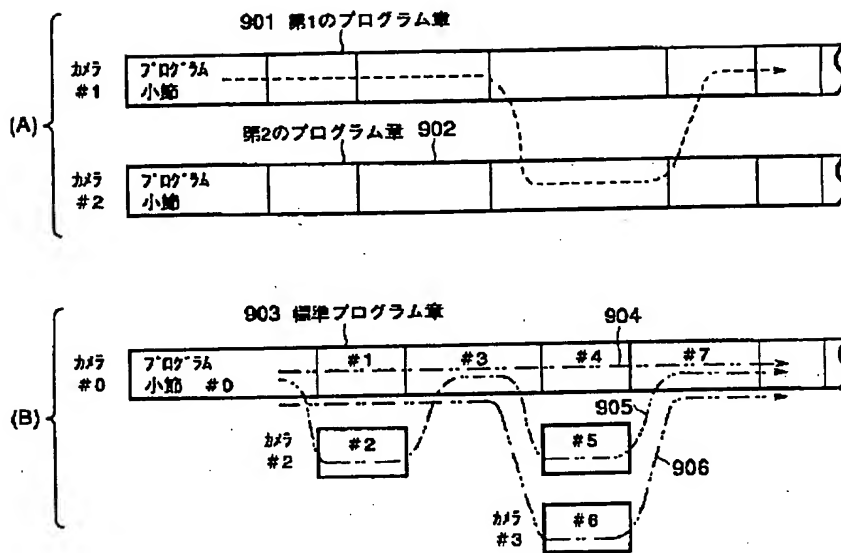 901 第1のプログラム章
カメラ
#1
プログラム
小節
(A)
第2のプログラム章 902
カメラ
#2
プログラム
小節
903 標準プログラム章
904
カメラ
#0
プログラム
小節 #0
#1
#3
#4
#7
(B)
905
カメラ
#2
#2
#5
906
カメラ
#3
#6